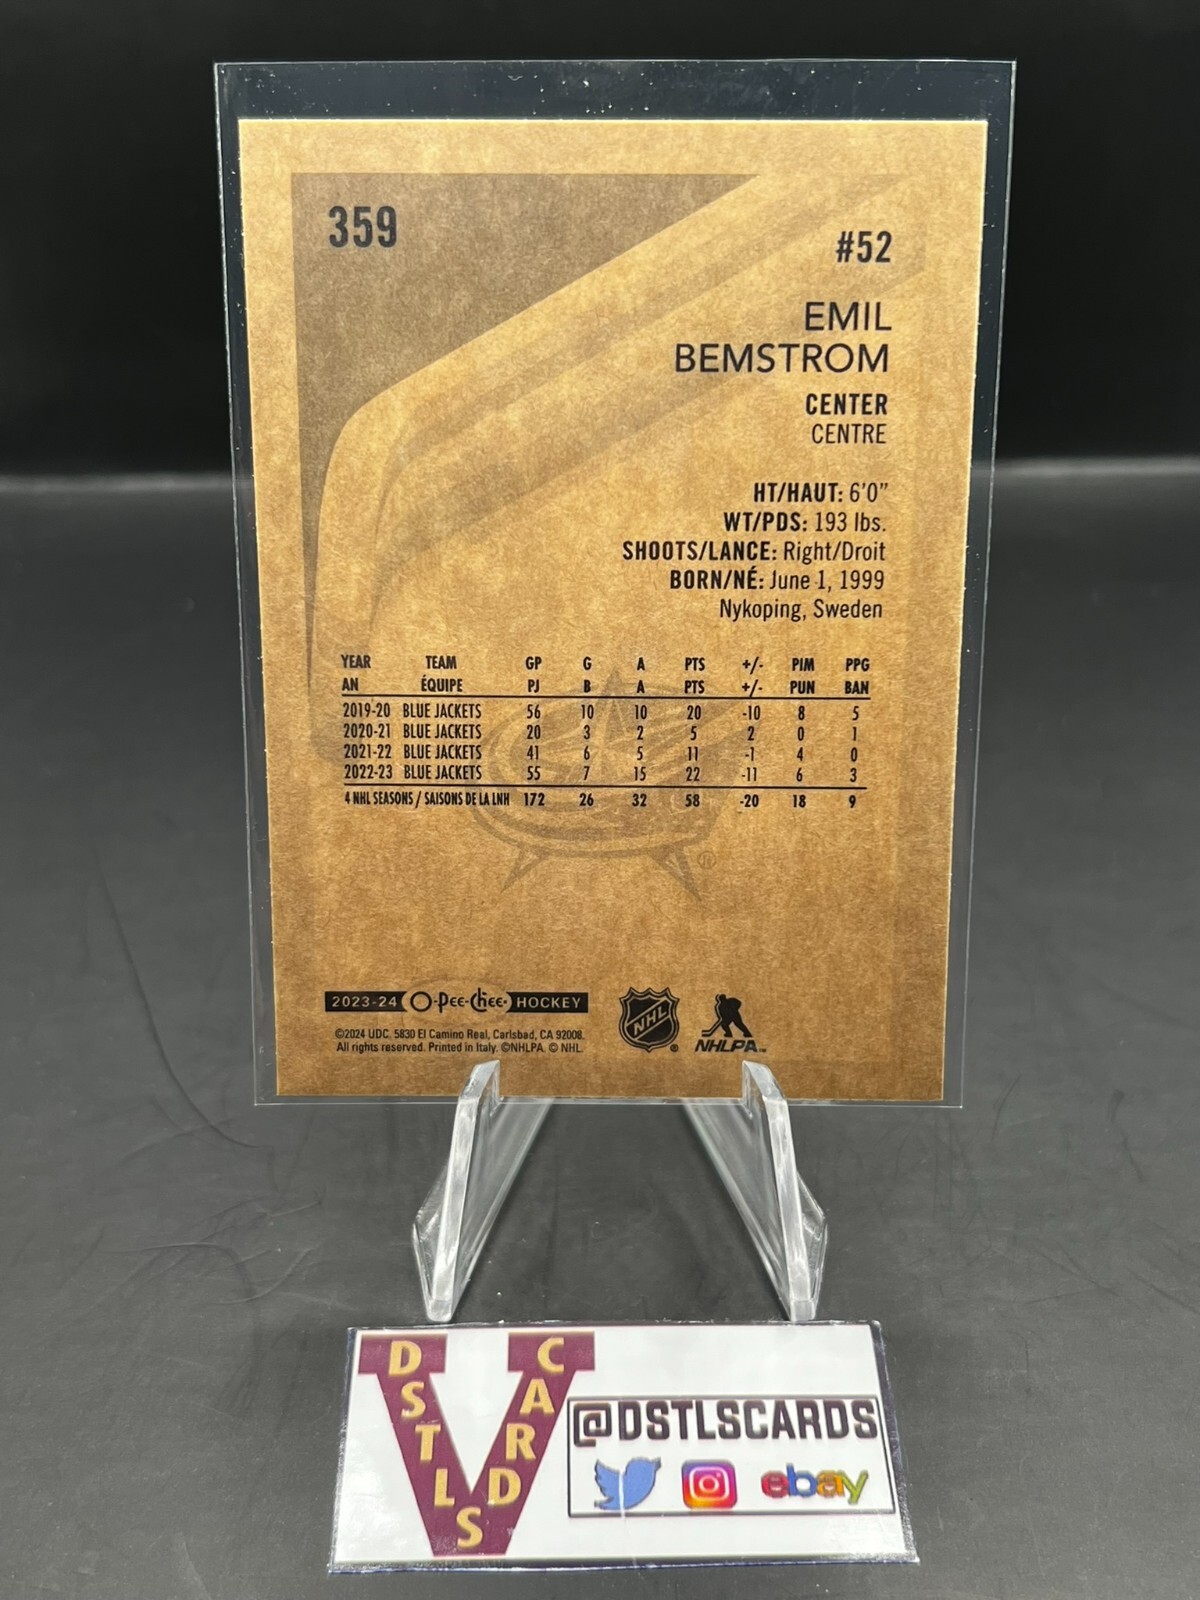 359
#52
EMIL
BEMSTROM
CENTER
CENTRE
HT/HAUT: 6'0"
WT/PDS: 193 lbs.
SHOOTS/LANCE: Right/Droit
BORN/NÉ: June 1, 1999
Nykoping, Sweden
YEAR TEAM GP G A PTS +/- PIM PPG
AN ÉQUIPE PJ B A PTS +/- PUN BAN
2019-20 BLUE JACKETS 56 10 10 20 -10 8 5
2020-21 BLUE JACKETS 20 3 2 5 2 0 1
2021-22 BLUE JACKETS 41 6 5 11 -1 4 0
2022-23 BLUE JACKETS 55 7 15 22 -11 6 3
4 NHL SEASONS / SAISONS DE LA LNH 172 26 32 58 -20 18 9
®
2023-24 O-Pee-Chee HOCKEY
©2024 UDC. 5830 El Camino Real, Carlsbad, CA 92008.
All rights reserved. Printed in Italy. ©NHLPA. © NHL.
NHL ®
NHLPA™
DSTLS
CARDS
@DSTLSCARDS
ebay